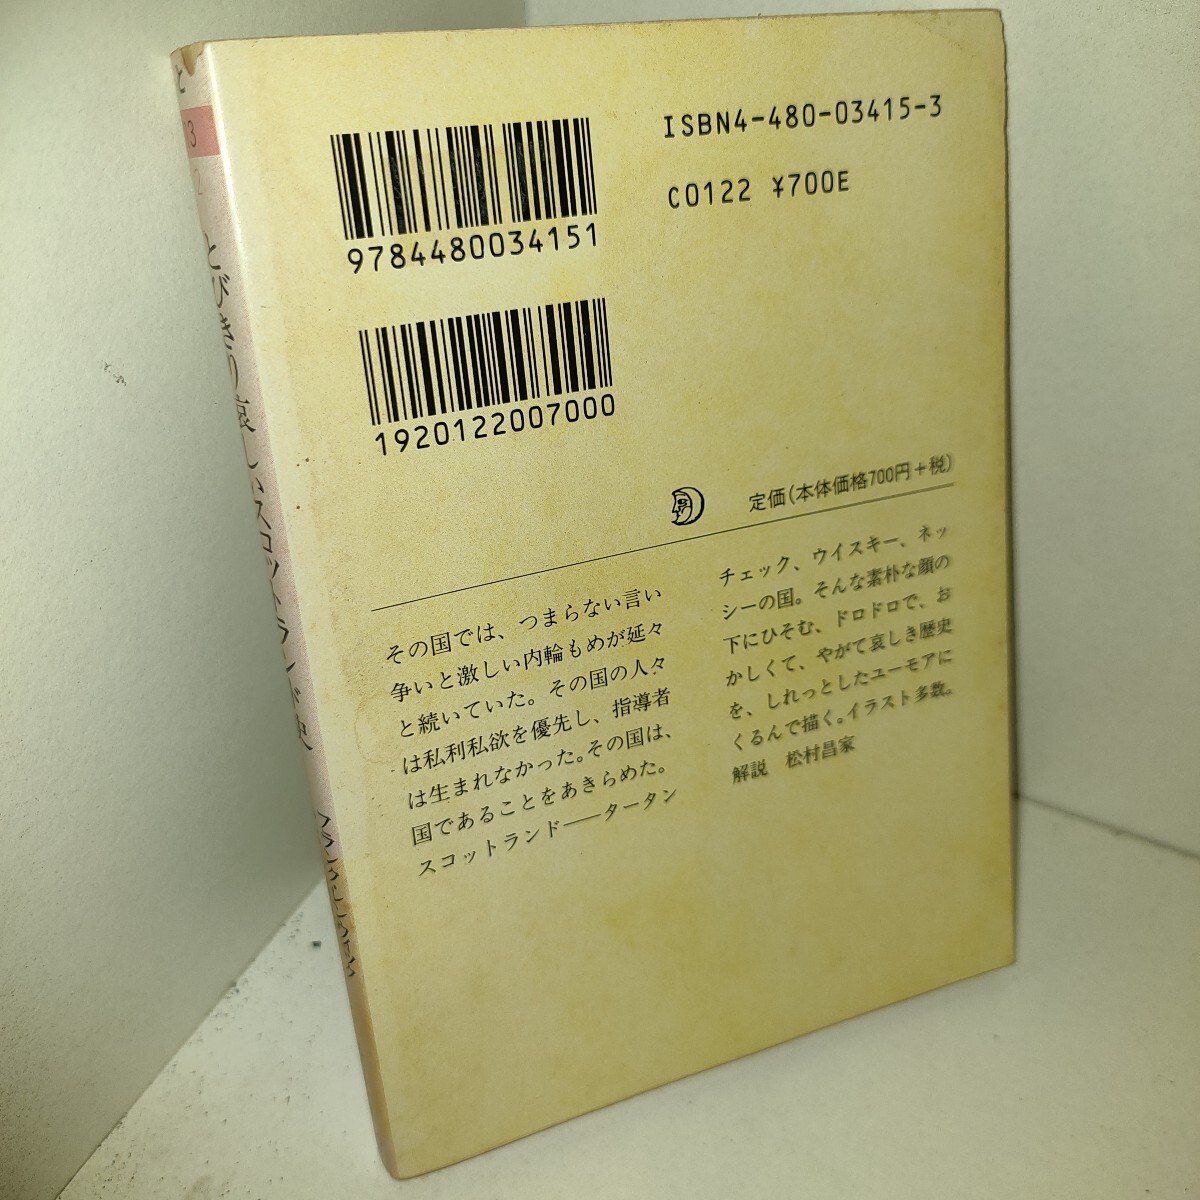 と
3
2
とびきり哀しいスコットランド史
ISBN4-480-03415-3
C0122 ¥700E
9784480034151
1920122007000
定価(本体価格700円+税)
その国では、つまらない言い
争いと激しい内輪もめが延々
と続いていた。その国の人々
は私利私欲を優先し、指導者
は生まれなかった。その国は、
国であることをあきらめた。
スコットランド――タータン
チェック、ウイスキー、ネッ
シーの国。そんな素朴な顔の
下にひそむ、ドロドロで、お
かしくて、やがて哀しき歴史
を、しれっとしたユーモアに
くるんで描く。イラスト多数。
解説 松村昌家